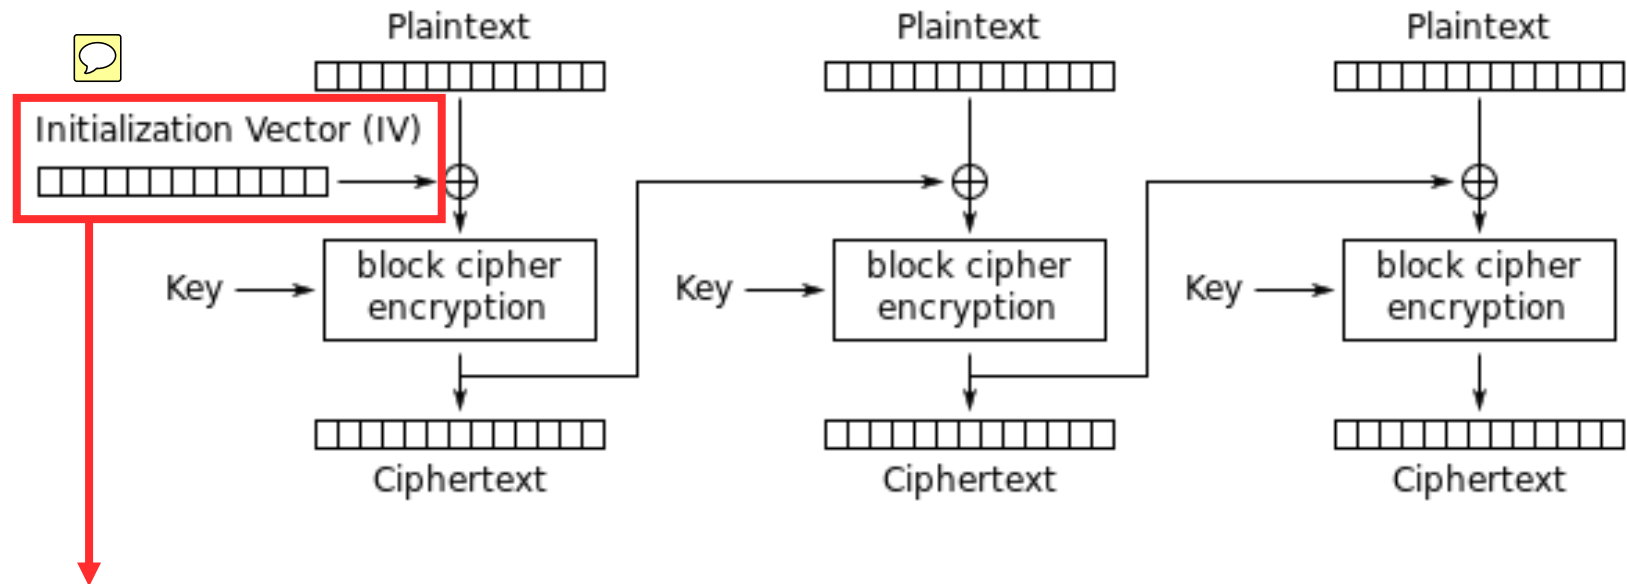 Plaintext
Plaintext
Plaintext
Initialization Vector (IV)
Key
block cipher
encryption
Key
block cipher
encryption
Key
block cipher
encryption
Ciphertext
Ciphertext
Ciphertext